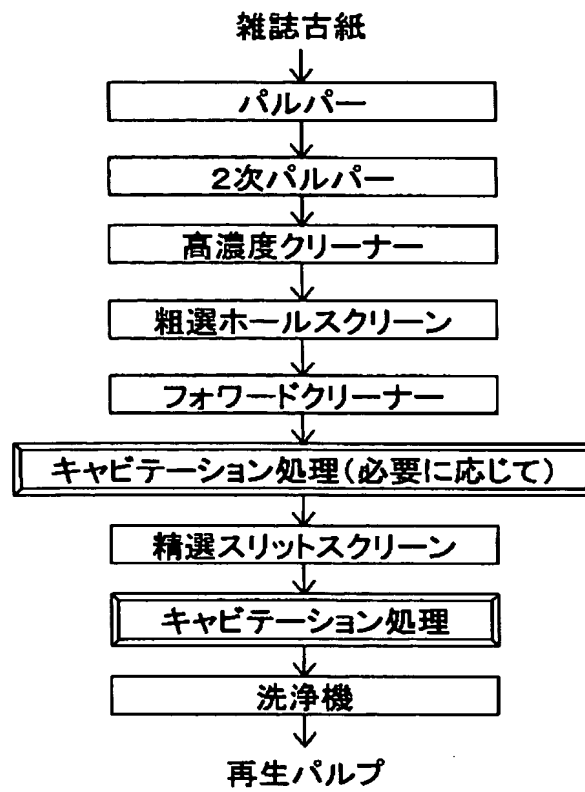 雑誌古紙
パルパー
2次パルパー
高濃度クリーナー
粗選ホールスクリーン
フォワードクリーナー
キャビテーション処理(必要に応じて)
精選スリットスクリーン
キャビテーション処理
洗浄機
再生パルプ